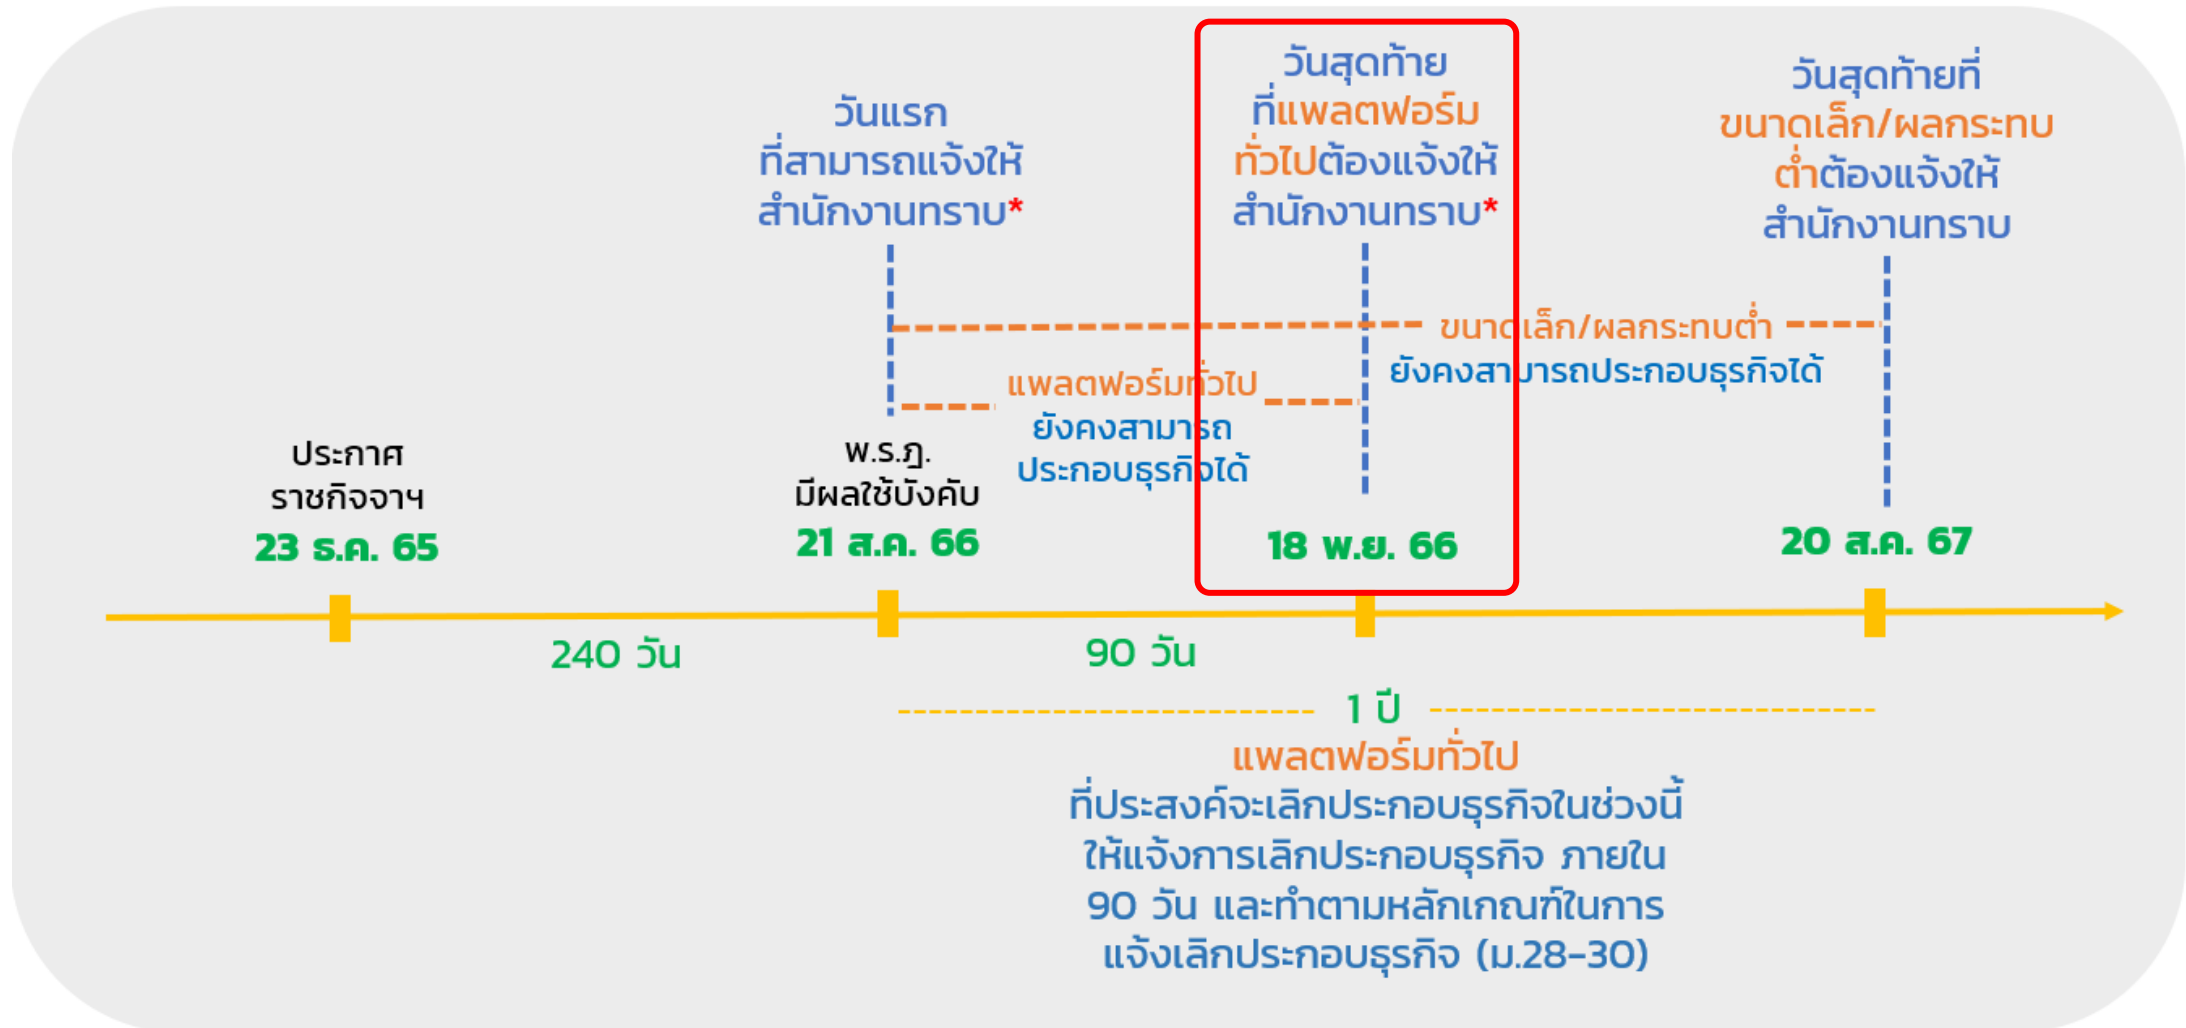 วันแรก
ที่สามารถแจ้งให้
สำนักงานทราบ*
วันสุดท้าย
ที่แพลตฟอร์ม
ทั่วไปต้องแจ้งให้
สำนักงานทราบ*
วันสุดท้ายที่
ขนาดเล็ก/ผลกระทบ
ต่ำต้องแจ้งให้
สำนักงานทราบ
ขนาดเล็ก/ผลกระทบต่ำ
ยังคงสามารถประกอบธุรกิจได้
แพลตฟอร์มทั่วไป
ยังคงสามารถ
ประกอบธุรกิจได้
ประกาศ
ราชกิจจาฯ
23 ธ.ค. 65
พ.ร.ฎ.
มีผลใช้บังคับ
21 ส.ค. 66
18 พ.ย. 66
20 ส.ค. 67
240 วัน
90 วัน
1 ปี
แพลตฟอร์มทั่วไป
ที่ประสงค์จะเลิกประกอบธุรกิจในช่วงนี้
ให้แจ้งการเลิกประกอบธุรกิจ ภายใน
90 วัน และทำตามหลักเกณฑ์ในการ
แจ้งเลิกประกอบธุรกิจ (ม.28-30)